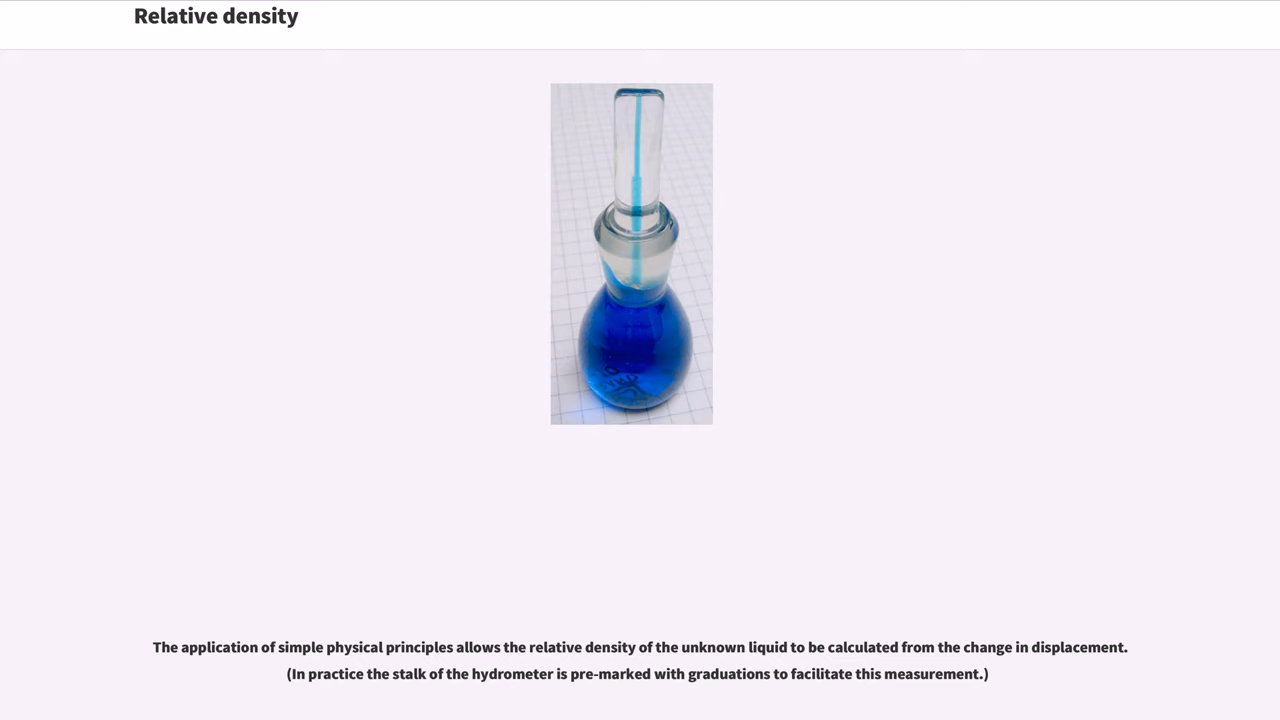 Relative density
The application of simple physical principles allows the relative density of the unknown liquid to be calculated from the change in displacement.
(In practice the stalk of the hydrometer is pre-marked with graduations to facilitate this measurement.)